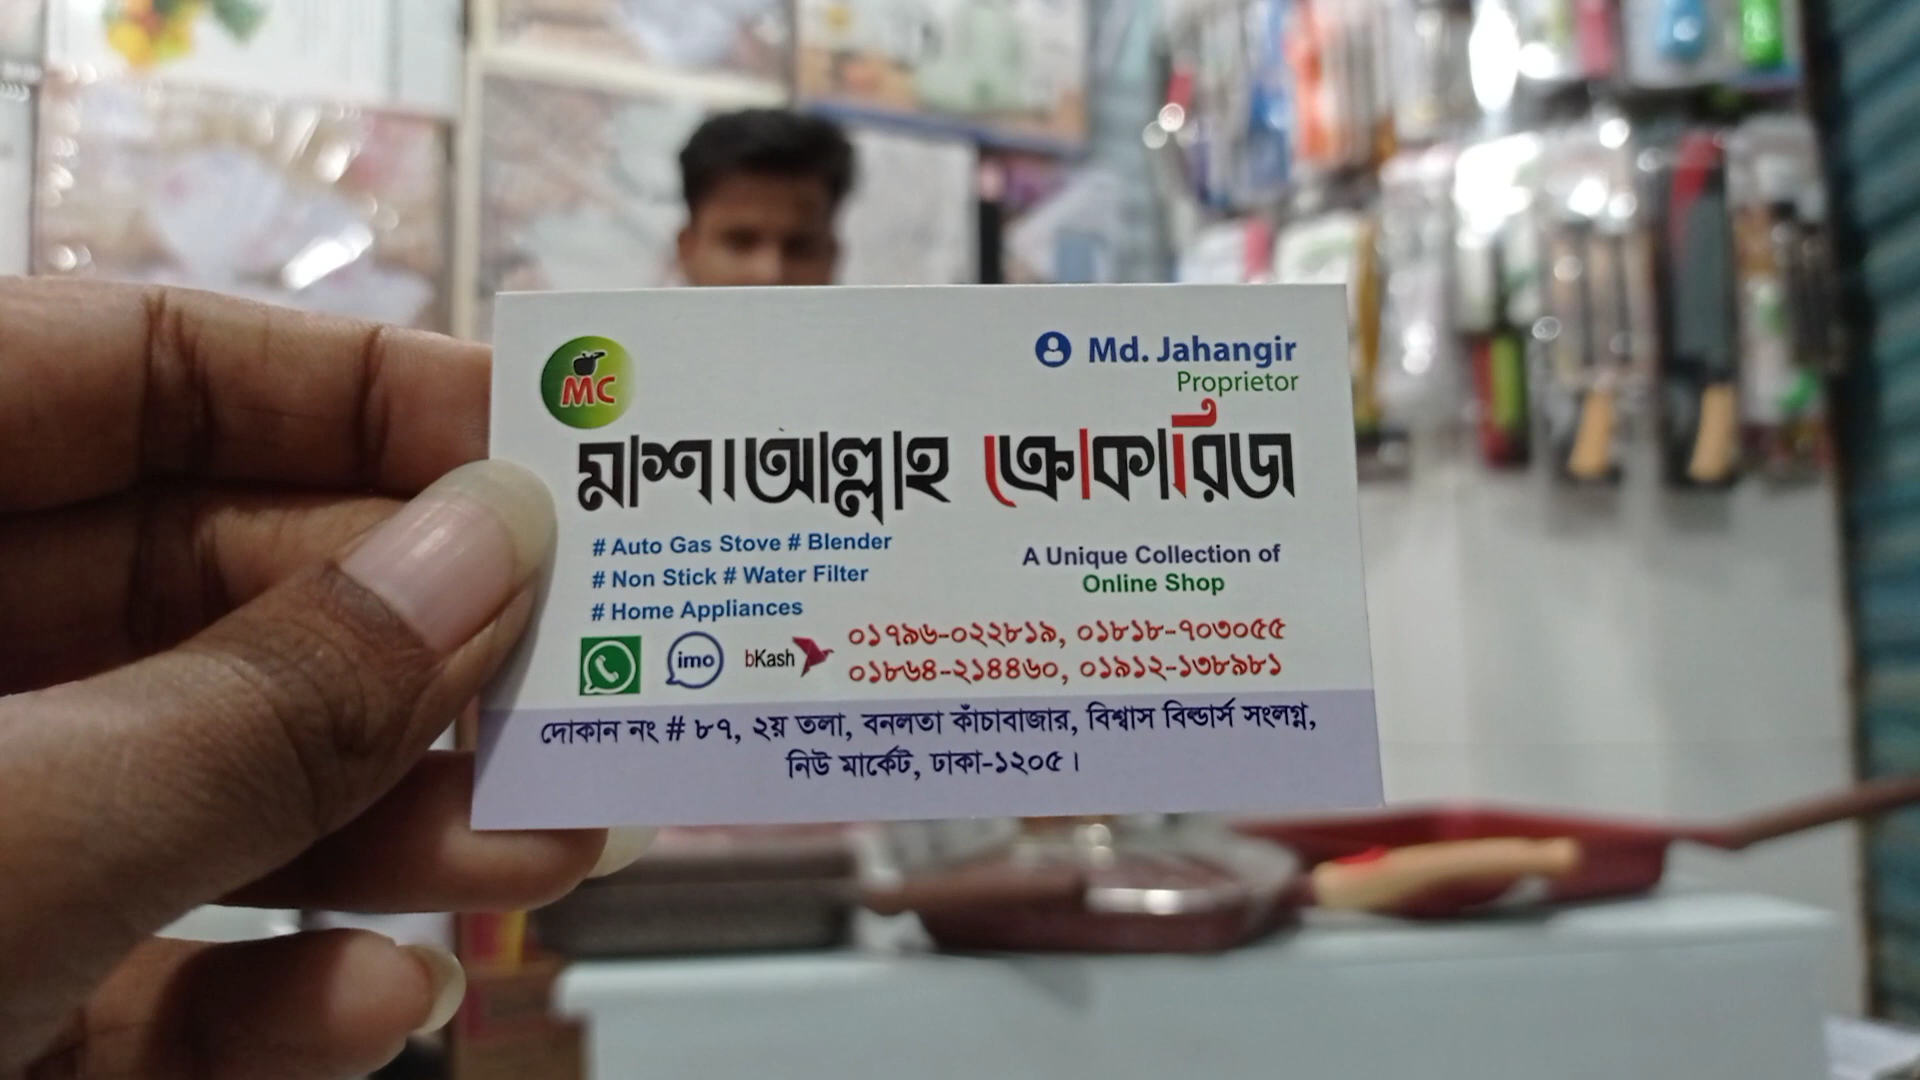 MC
Md. Jahangir
Proprietor
মাশাআল্লাহ ক্রোকারিজ
# Auto Gas Stove # Blender
# Non Stick # Water Filter
# Home Appliances
A Unique Collection of
Online Shop
imo
bKash
০১৭৯৬-০২২৮১৯, ০১৮১৮-৭০৩০৫৫
০১৮৬৪-২১৪৪৬০, ০১৯১২-১৩৮৯৮১
দোকান নং # ৮৭, ২য় তলা, বনলতা কাঁচাবাজার, বিশ্বাস বিল্ডার্স সংলগ্ন,
নিউ মার্কেট, ঢাকা-১২০৫।